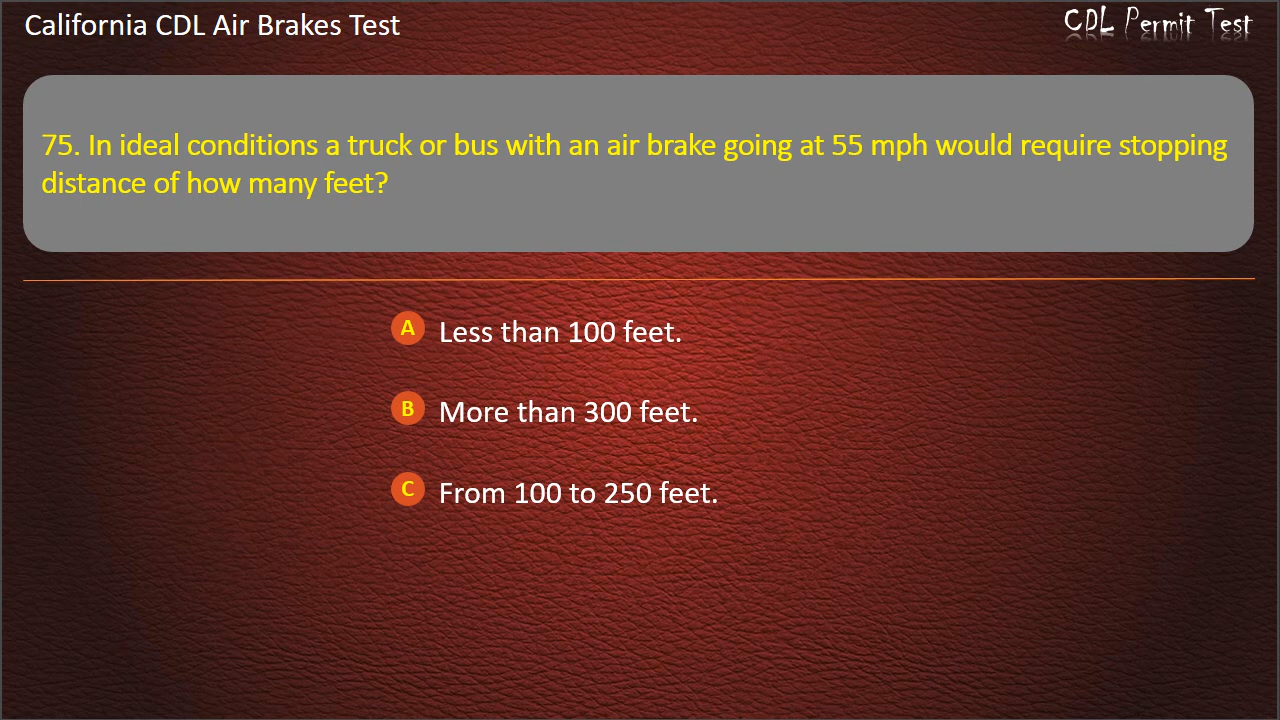 California CDL Air Brakes Test
CDL Permit Test
75. In ideal conditions a truck or bus with an air brake going at 55 mph would require stopping
distance of how many feet?
A Less than 100 feet.
B More than 300 feet.
C From 100 to 250 feet.